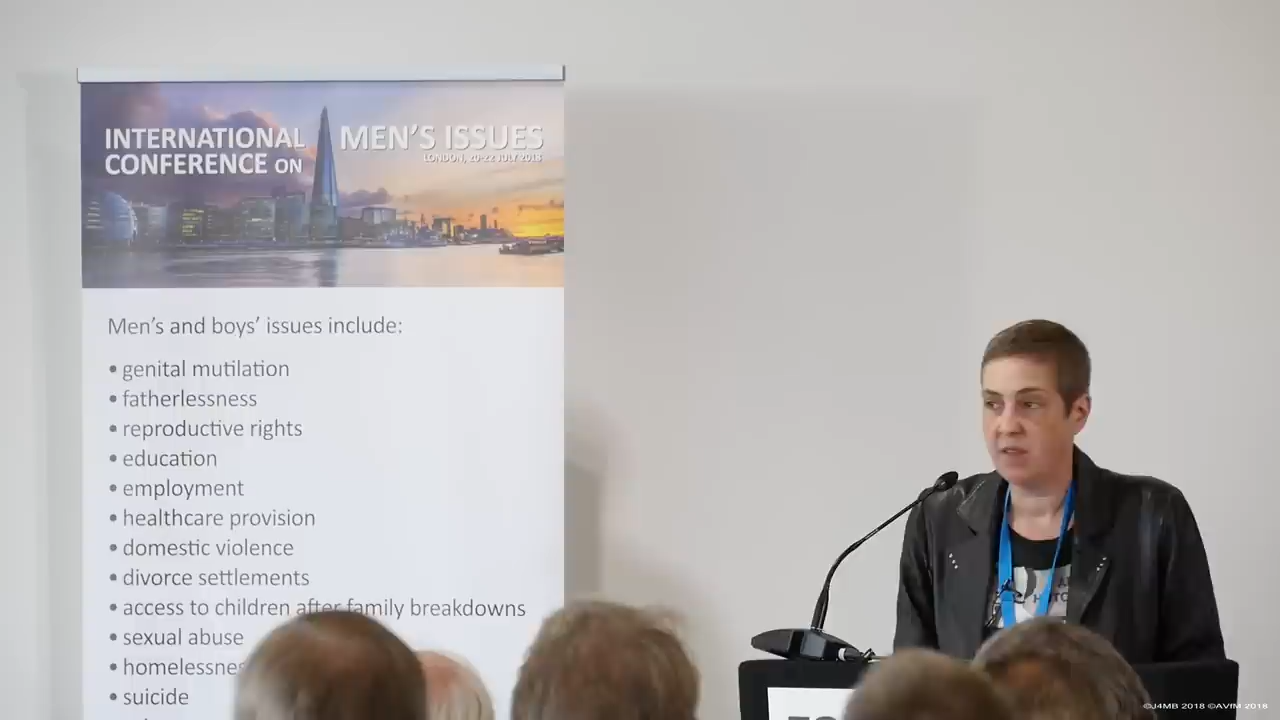 INTERNATIONAL
CONFERENCE ON
MEN'S ISSUES
LONDON, 20-22 JULY 2018
Men's and boys' issues include:
• genital mutilation
• fatherlessness
• reproductive rights
• education
• employment
• healthcare provision
• domestic violence
• divorce settlements
• access to children after family breakdowns
• sexual abuse
• homelessnes
• suicide
©J4MB 2018 ©AVfM 2018